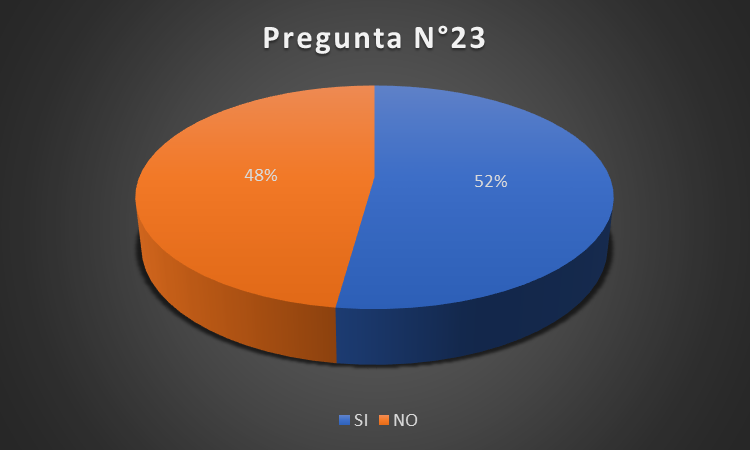 Pregunta N°23
48%
52%
SI NO